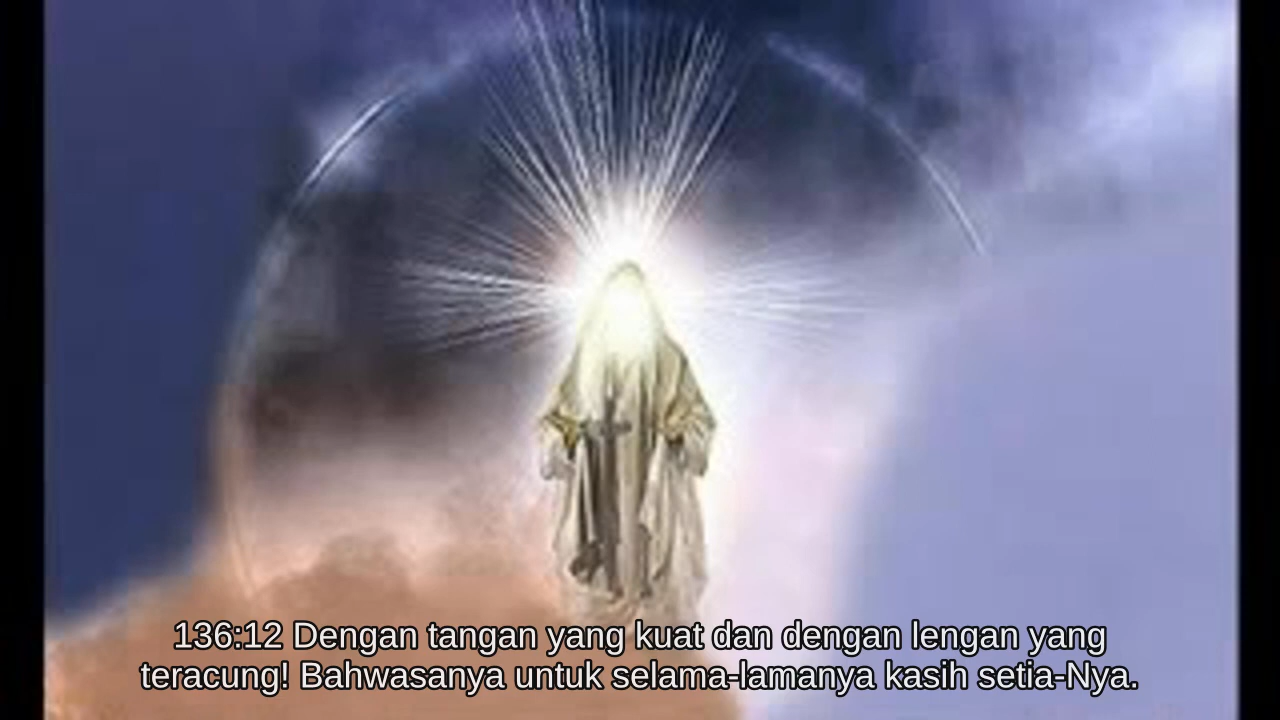 136:12 Dengan tangan yang kuat dan dengan lengan yang
teracung! Bahwasanya untuk selama-lamanya kasih setia-Nya.